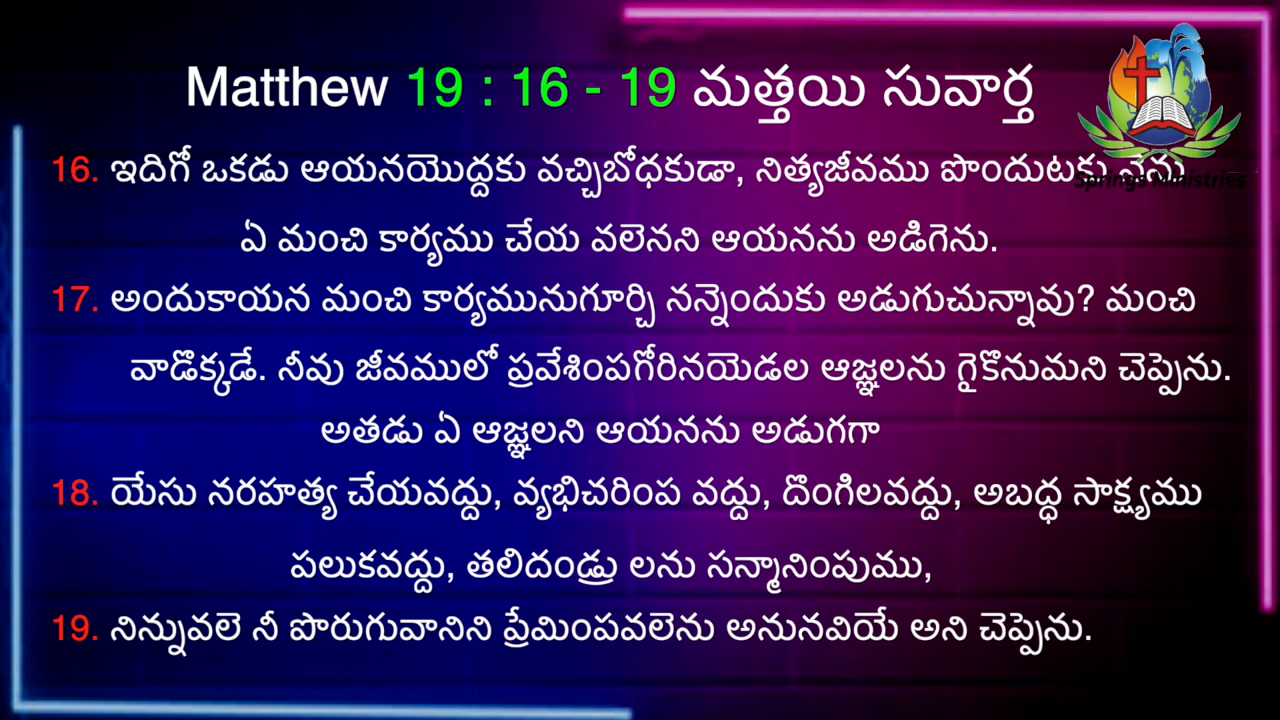 Matthew 19 : 16 - 19 మత్తయి సువార్త
16. ఇదిగో ఒకడు ఆయనయొద్దకు వచ్చిబోధకుడా, నిత్యజీవము పొందుటకు నేను
Springs Ministries
ఏ మంచి కార్యము చేయ వలెనని ఆయనను అడిగెను.
17. అందుకాయన మంచి కార్యమునుగూర్చి నన్నెందుకు అడుగుచున్నావు? మంచి
వాడొక్కడే. నీవు జీవములో ప్రవేశింపగోరినయెడల ఆజ్ఞలను గైకొనుమని చెప్పెను.
అతడు ఏ ఆజ్ఞలని ఆయనను అడుగగా
18. యేసు నరహత్య చేయవద్దు, వ్యభిచరింప వద్దు, దొంగిలవద్దు, అబద్ధ సాక్ష్యము
పలుకవద్దు, తలిదండ్రు లను సన్మానింపుము,
19. నిన్నువలె నీ పొరుగువానిని ప్రేమింపవలెను అనునవియే అని చెప్పెను.